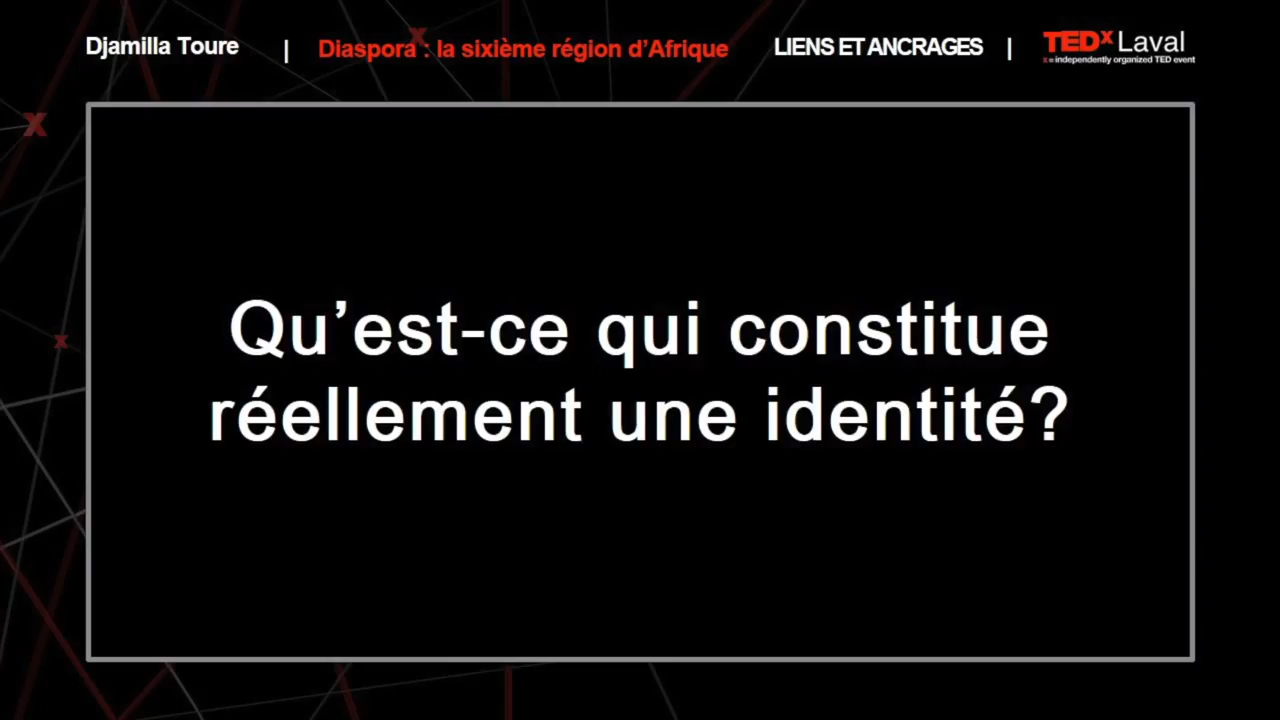 Djamilla Toure | Diaspora : la sixième région d'Afrique LIENS ET ANCRAGES | TEDx Laval
x = independently organized TED event
Qu'est-ce qui constitue
réellement une identité?